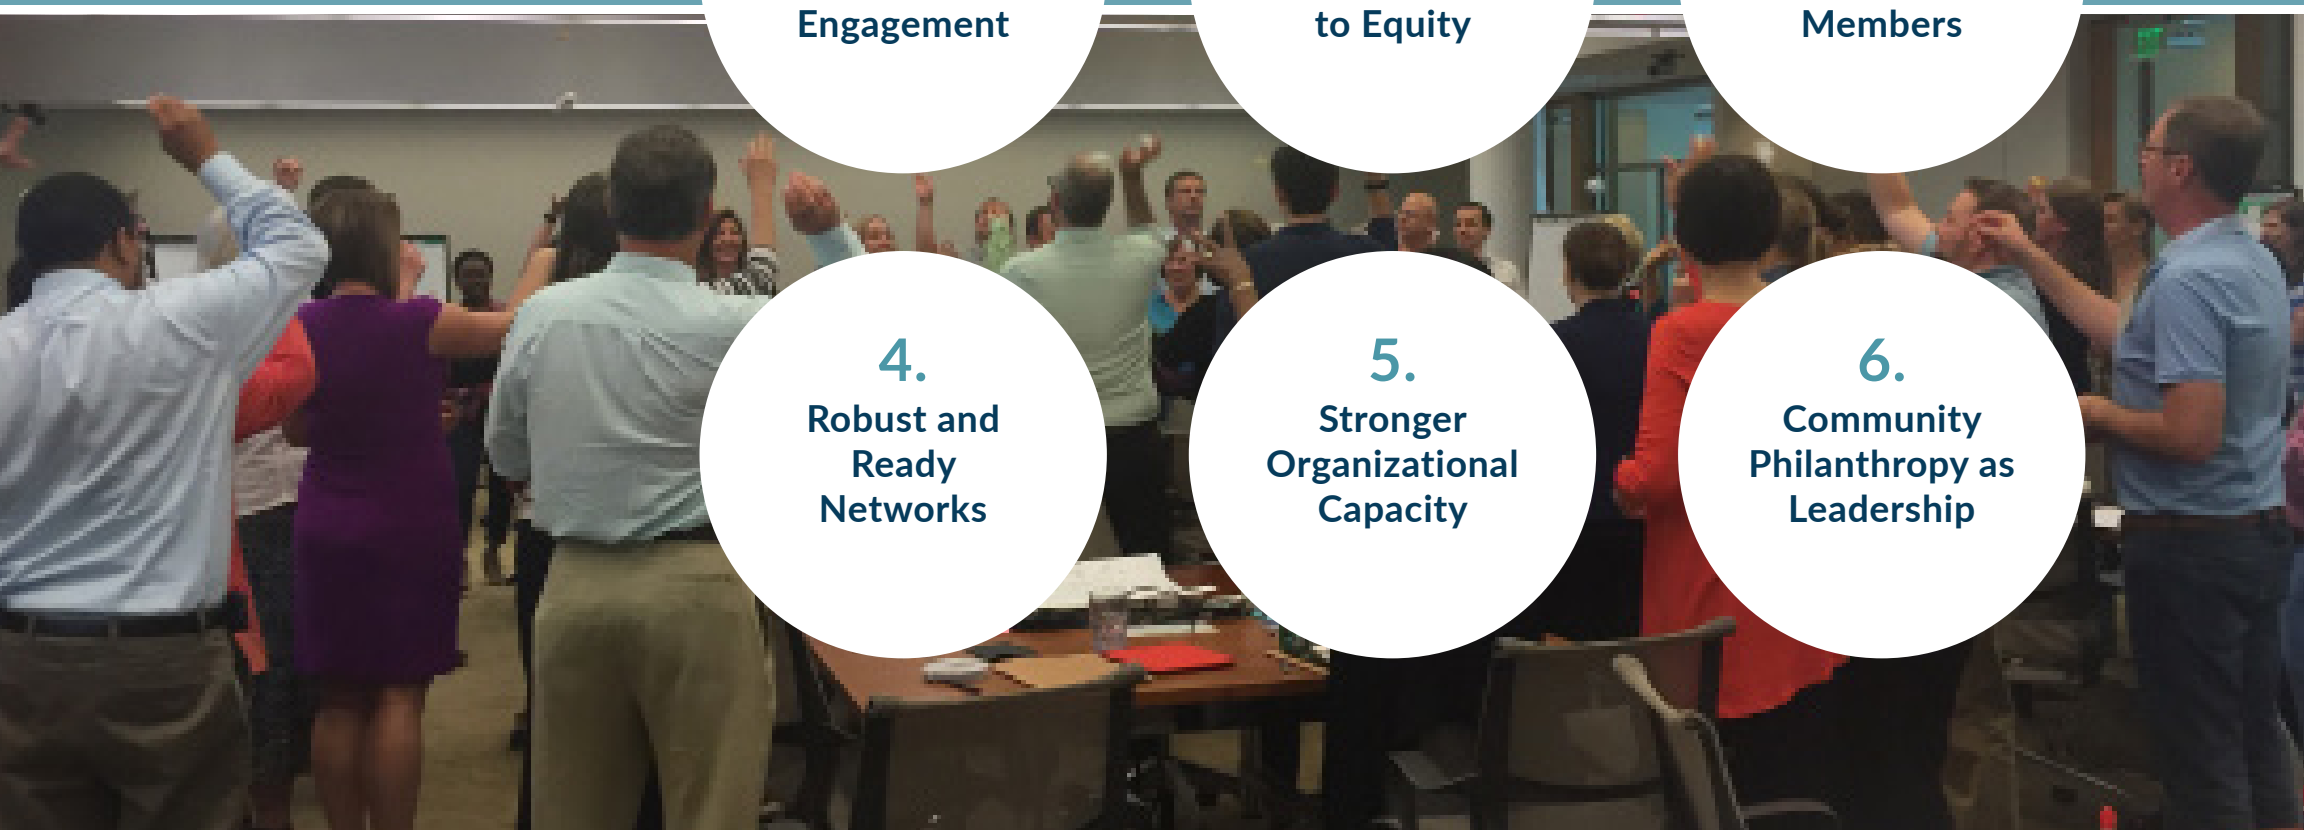 Engagement
to Equity
Members
4.
Robust and
Ready
Networks
5.
Stronger
Organizational
Capacity
6.
Community
Philanthropy as
Leadership